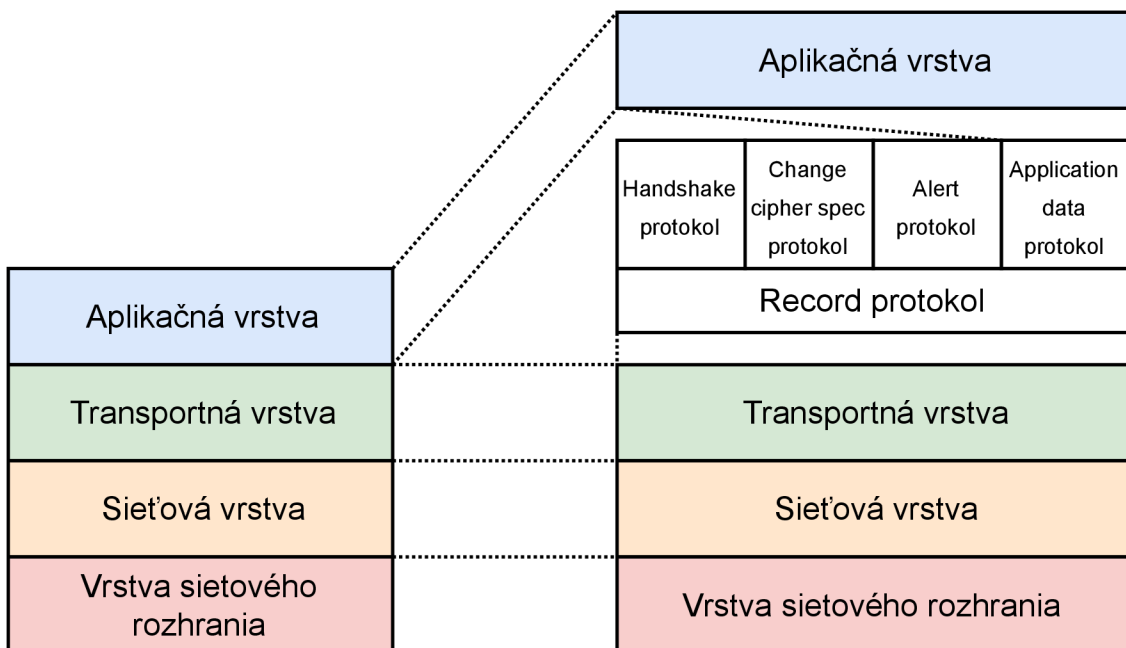 Aplikačná vrstva
Transportná vrstva
Sieťová vrstva
Vrstva sietového
rozhrania
Aplikačná vrstva
Handshake
protokol
Change
cipher spec
protokol
Alert
protokol
Application
data
protokol
Record protokol
Transportná vrstva
Sieťová vrstva
Vrstva sietového rozhrania